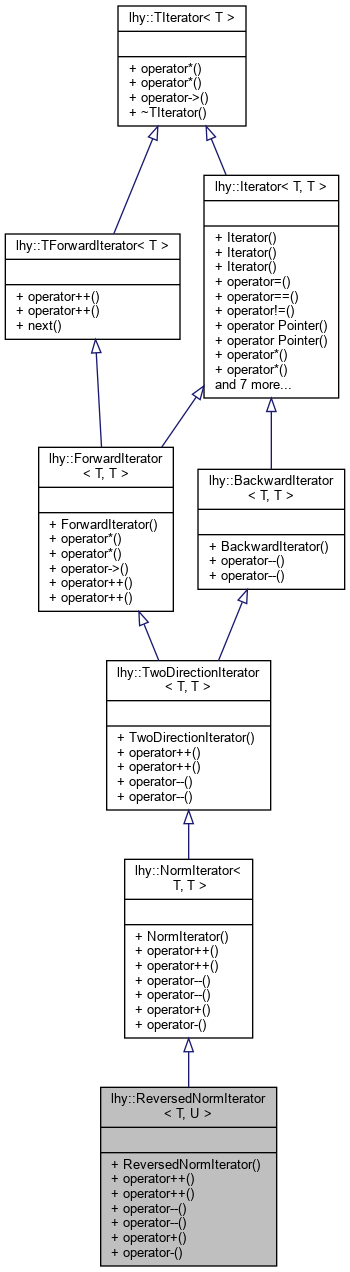 lhy::TIterator< T >
+ operator*()
+ operator*()
+ operator->()
+ ~TIterator()
lhy::Iterator< T, T >
+ Iterator()
+ Iterator()
+ Iterator()
+ operator=()
+ operator==()
+ operator!=()
+ operator Pointer()
+ operator Pointer()
+ operator*()
+ operator*()
and 7 more...
lhy::TForwardIterator< T >
+ operator++()
+ operator++()
+ next()
lhy::ForwardIterator
< T, T >
+ ForwardIterator()
+ operator*()
+ operator*()
+ operator->()
+ operator++()
+ operator++()
lhy::BackwardIterator
< T, T >
+ BackwardIterator()
+ operator--()
+ operator--()
lhy::TwoDirectionIterator
< T, T >
+ TwoDirectionIterator()
+ operator++()
+ operator++()
+ operator--()
+ operator--()
lhy::NormIterator<
T, T >
+ NormIterator()
+ operator++()
+ operator++()
+ operator--()
+ operator--()
+ operator+()
+ operator-()
lhy::ReversedNormIterator
< T, U >
+ ReversedNormIterator()
+ operator++()
+ operator++()
+ operator--()
+ operator--()
+ operator+()
+ operator-()